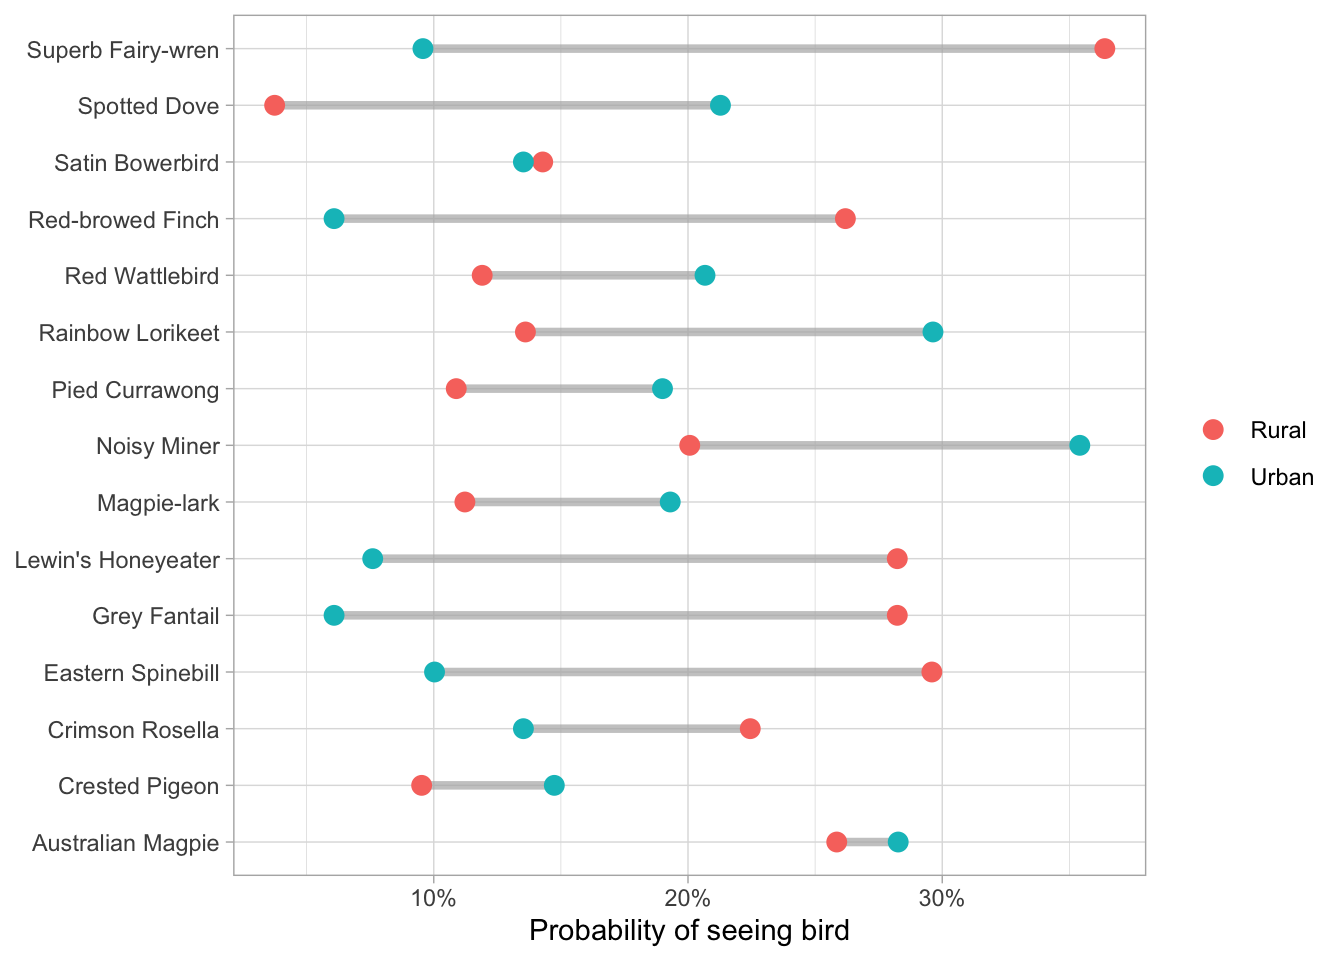 Superb Fairy-wren
Spotted Dove
Satin Bowerbird
Red-browed Finch
Red Wattlebird
Rainbow Lorikeet
Pied Currawong
Noisy Miner
Magpie-lark
Lewin's Honeyeater
Grey Fantail
Eastern Spinebill
Crimson Rosella
Crested Pigeon
Australian Magpie
10% 20% 30%
Probability of seeing bird
Rural
Urban